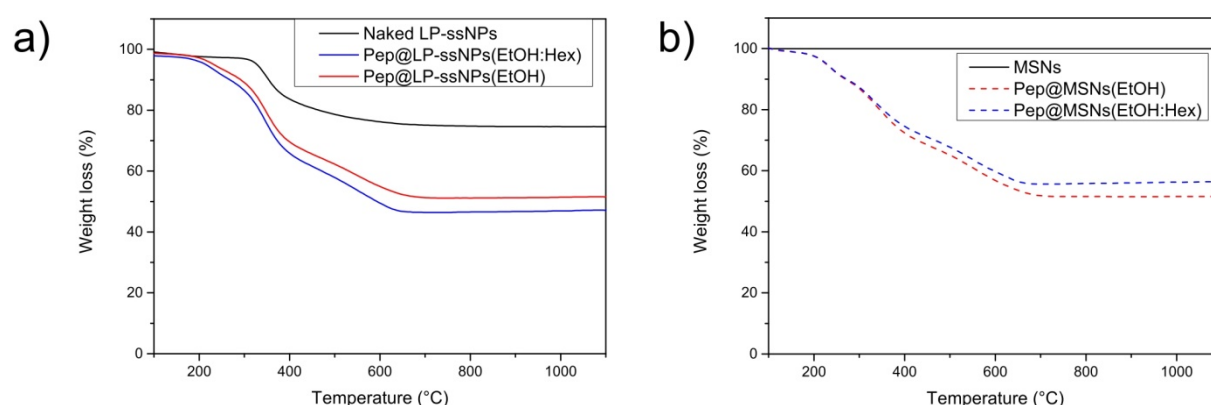 a)
Naked LP-ssNPs
Pep@LP-ssNPs(EtOH:Hex)
Pep@LP-ssNPs(EtOH)
100
80
60
40
20
0
Weight loss (%)
200 400 600 800 1000
Temperature (°C)
b)
MSNs
Pep@MSNs(EtOH)
Pep@MSNs(EtOH:Hex)
100
80
60
40
20
0
Weight loss (%)
200 400 600 800 1000
Temperature (°C)